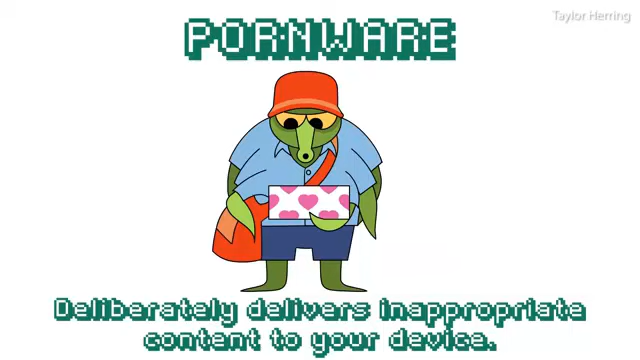 Taylor Herring
PORNWARE
Deliberately delivers inappropriate
content to your device.